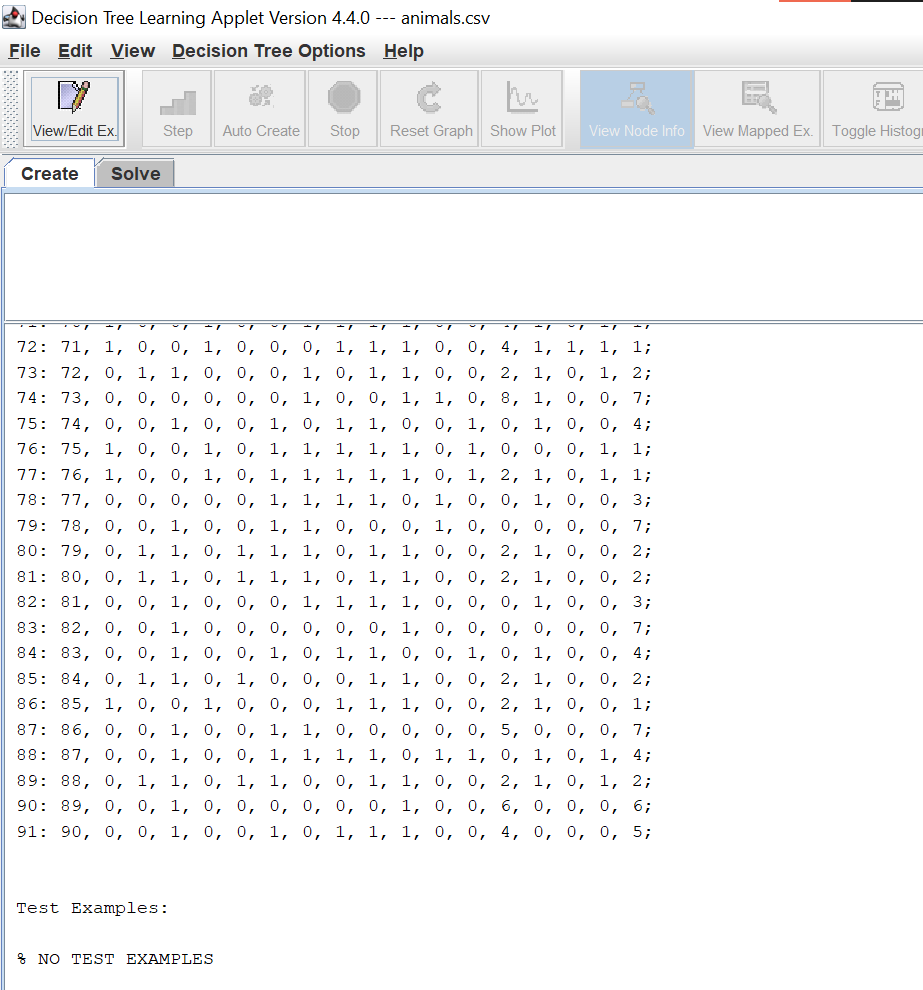 Decision Tree Learning Applet Version 4.4.0 --- animals.csv
File Edit View Decision Tree Options Help
View/Edit Ex. Step Auto Create Stop Reset Graph Show Plot View Node Info View Mapped Ex. Toggle Histogr
Create Solve
72: 71, 1, 0, 0, 1, 0, 0, 0, 1, 1, 1, 0, 0, 4, 1, 1, 1, 1;
73: 72, 0, 1, 1, 0, 0, 0, 1, 0, 1, 1, 0, 0, 2, 1, 0, 1, 2;
74: 73, 0, 0, 0, 0, 0, 0, 1, 0, 0, 1, 1, 0, 8, 1, 0, 0, 7;
75: 74, 0, 0, 1, 0, 0, 1, 0, 1, 1, 0, 0, 1, 0, 1, 0, 0, 4;
76: 75, 1, 0, 0, 1, 0, 1, 1, 1, 1, 1, 0, 1, 0, 0, 0, 1, 1;
77: 76, 1, 0, 0, 1, 0, 1, 1, 1, 1, 1, 0, 1, 2, 1, 0, 1, 1;
78: 77, 0, 0, 0, 0, 0, 1, 1, 1, 1, 0, 1, 0, 0, 1, 0, 0, 3;
79: 78, 0, 0, 1, 0, 0, 1, 1, 0, 0, 0, 1, 0, 0, 0, 0, 0, 7;
80: 79, 0, 1, 1, 0, 1, 1, 1, 0, 1, 1, 0, 0, 2, 1, 0, 0, 2;
81: 80, 0, 1, 1, 0, 1, 1, 1, 0, 1, 1, 0, 0, 2, 1, 0, 0, 2;
82: 81, 0, 0, 1, 0, 0, 0, 1, 1, 1, 1, 0, 0, 0, 1, 0, 0, 3;
83: 82, 0, 0, 1, 0, 0, 0, 0, 0, 0, 1, 0, 0, 0, 0, 0, 0, 7;
84: 83, 0, 0, 1, 0, 0, 1, 0, 1, 1, 0, 0, 1, 0, 1, 0, 0, 4;
85: 84, 0, 1, 1, 0, 1, 0, 0, 0, 1, 1, 0, 0, 2, 1, 0, 0, 2;
86: 85, 1, 0, 0, 1, 0, 0, 0, 1, 1, 1, 0, 0, 2, 1, 0, 0, 1;
87: 86, 0, 0, 1, 0, 0, 1, 1, 0, 0, 0, 0, 0, 5, 0, 0, 0, 7;
88: 87, 0, 0, 1, 0, 0, 1, 1, 1, 1, 0, 1, 1, 0, 1, 0, 1, 4;
89: 88, 0, 1, 1, 0, 1, 1, 0, 0, 1, 1, 0, 0, 2, 1, 0, 1, 2;
90: 89, 0, 0, 1, 0, 0, 0, 0, 0, 0, 1, 0, 0, 6, 0, 0, 0, 6;
91: 90, 0, 0, 1, 0, 0, 1, 0, 1, 1, 1, 0, 0, 4, 0, 0, 0, 5;
Test Examples:
% NO TEST EXAMPLES